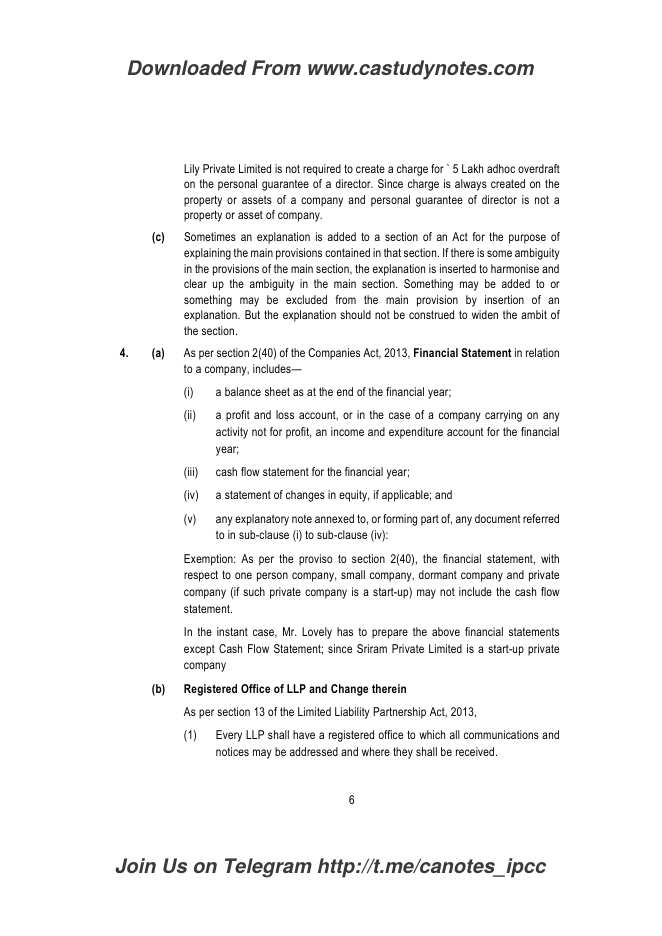 Downloaded From www.castudynotes.com
Lily Private Limited is not required to create a charge for ` 5 Lakh adhoc overdraft
on the personal guarantee of a director. Since charge is always created on the
property or assets of a company and personal guarantee of director is not a
property or asset of company.
(c) Sometimes an explanation is added to a section of an Act for the purpose of
explaining the main provisions contained in that section. If there is some ambiguity
in the provisions of the main section, the explanation is inserted to harmonise and
clear up the ambiguity in the main section. Something may be added to or
something may be excluded from the main provision by insertion of an
explanation. But the explanation should not be construed to widen the ambit of
the section.
4. (a) As per section 2(40) of the Companies Act, 2013, Financial Statement in relation
to a company, includes—
(i) a balance sheet as at the end of the financial year;
(ii) a profit and loss account, or in the case of a company carrying on any
activity not for profit, an income and expenditure account for the financial
year;
(iii) cash flow statement for the financial year;
(iv) a statement of changes in equity, if applicable; and
(v) any explanatory note annexed to, or forming part of, any document referred
to in sub-clause (i) to sub-clause (iv):
Exemption: As per the proviso to section 2(40), the financial statement, with
respect to one person company, small company, dormant company and private
company (if such private company is a start-up) may not include the cash flow
statement.
In the instant case, Mr. Lovely has to prepare the above financial statements
except Cash Flow Statement; since Sriram Private Limited is a start-up private
company
(b) Registered Office of LLP and Change therein
As per section 13 of the Limited Liability Partnership Act, 2013,
(1) Every LLP shall have a registered office to which all communications and
notices may be addressed and where they shall be received.
6
Join Us on Telegram http://t.me/canotes_ipcc